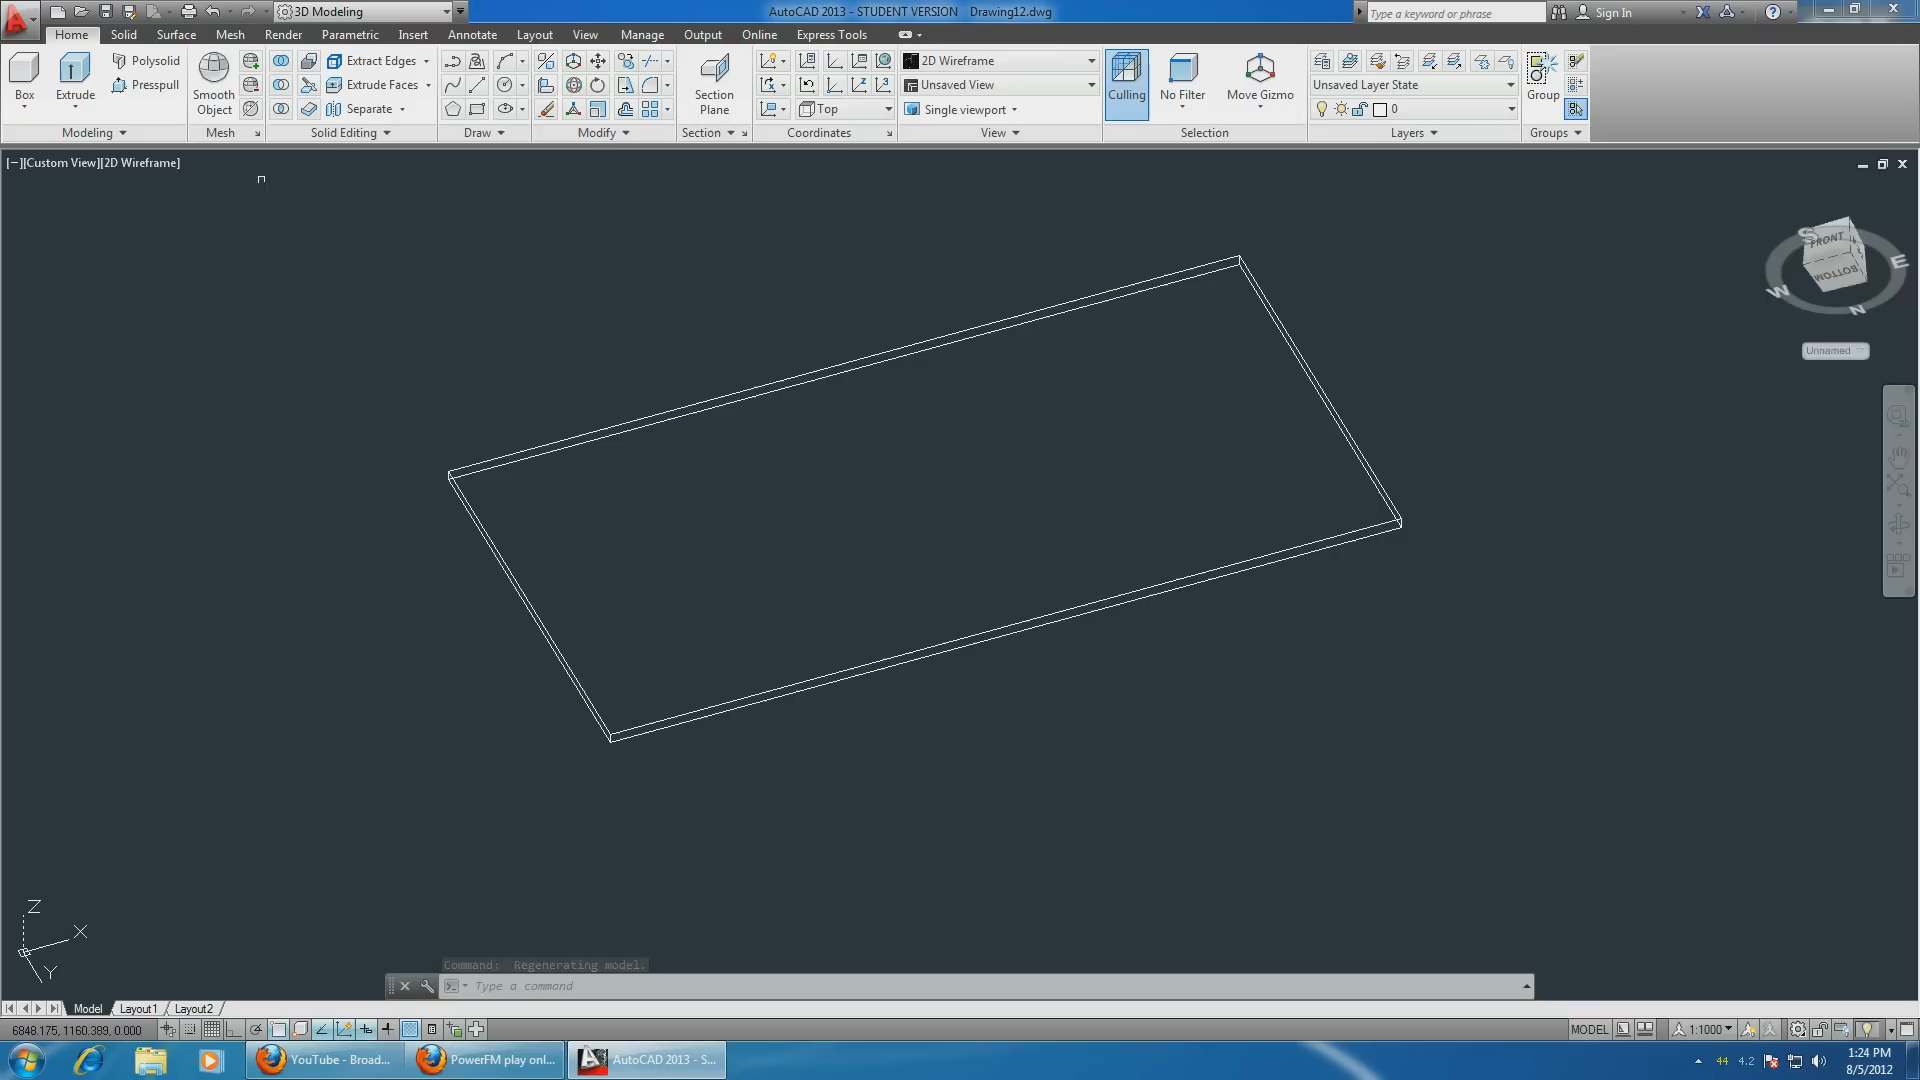 3D Modeling
AutoCAD 2013 - STUDENT VERSION Drawing12.dwg
Type a keyword or phrase
Sign In
Home Solid Surface Mesh Render Parametric Insert Annotate Layout View Manage Output Online Express Tools
Box
Extrude
Polysolid
Presspull
Modeling
Smooth
Object
Mesh
Extract Edges
Extrude Faces
Separate
Solid Editing
Draw
Modify
Section
Plane
Section
Top
Coordinates
2D Wireframe
Unsaved View
Single viewport
View
Culling
No Filter
Move Gizmo
Selection
Unsaved Layer State
0
Layers
Group
Groups
[−][Custom View][2D Wireframe]
S
FRONT
BOTTOM
E
W
N
Unnamed
Z
X
Y
Command: Regenerating model.
Type a command
Model Layout1 Layout2
6848.175, 1160.389, 0.000
MODEL
1:1000
YouTube - Broad...
PowerFM play onl...
AutoCAD 2013 - S...
44 4.2
1:24 PM
8/5/2012